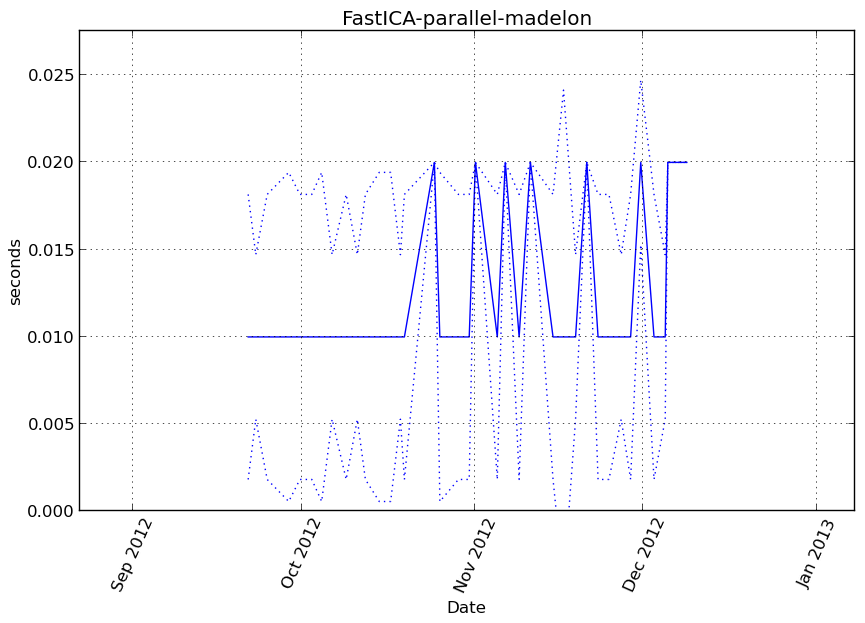 FastICA-parallel-madelon
0.025
0.020
0.015
0.010
0.005
0.000
seconds
Sep 2012
Oct 2012
Nov 2012
Dec 2012
Jan 2013
Date